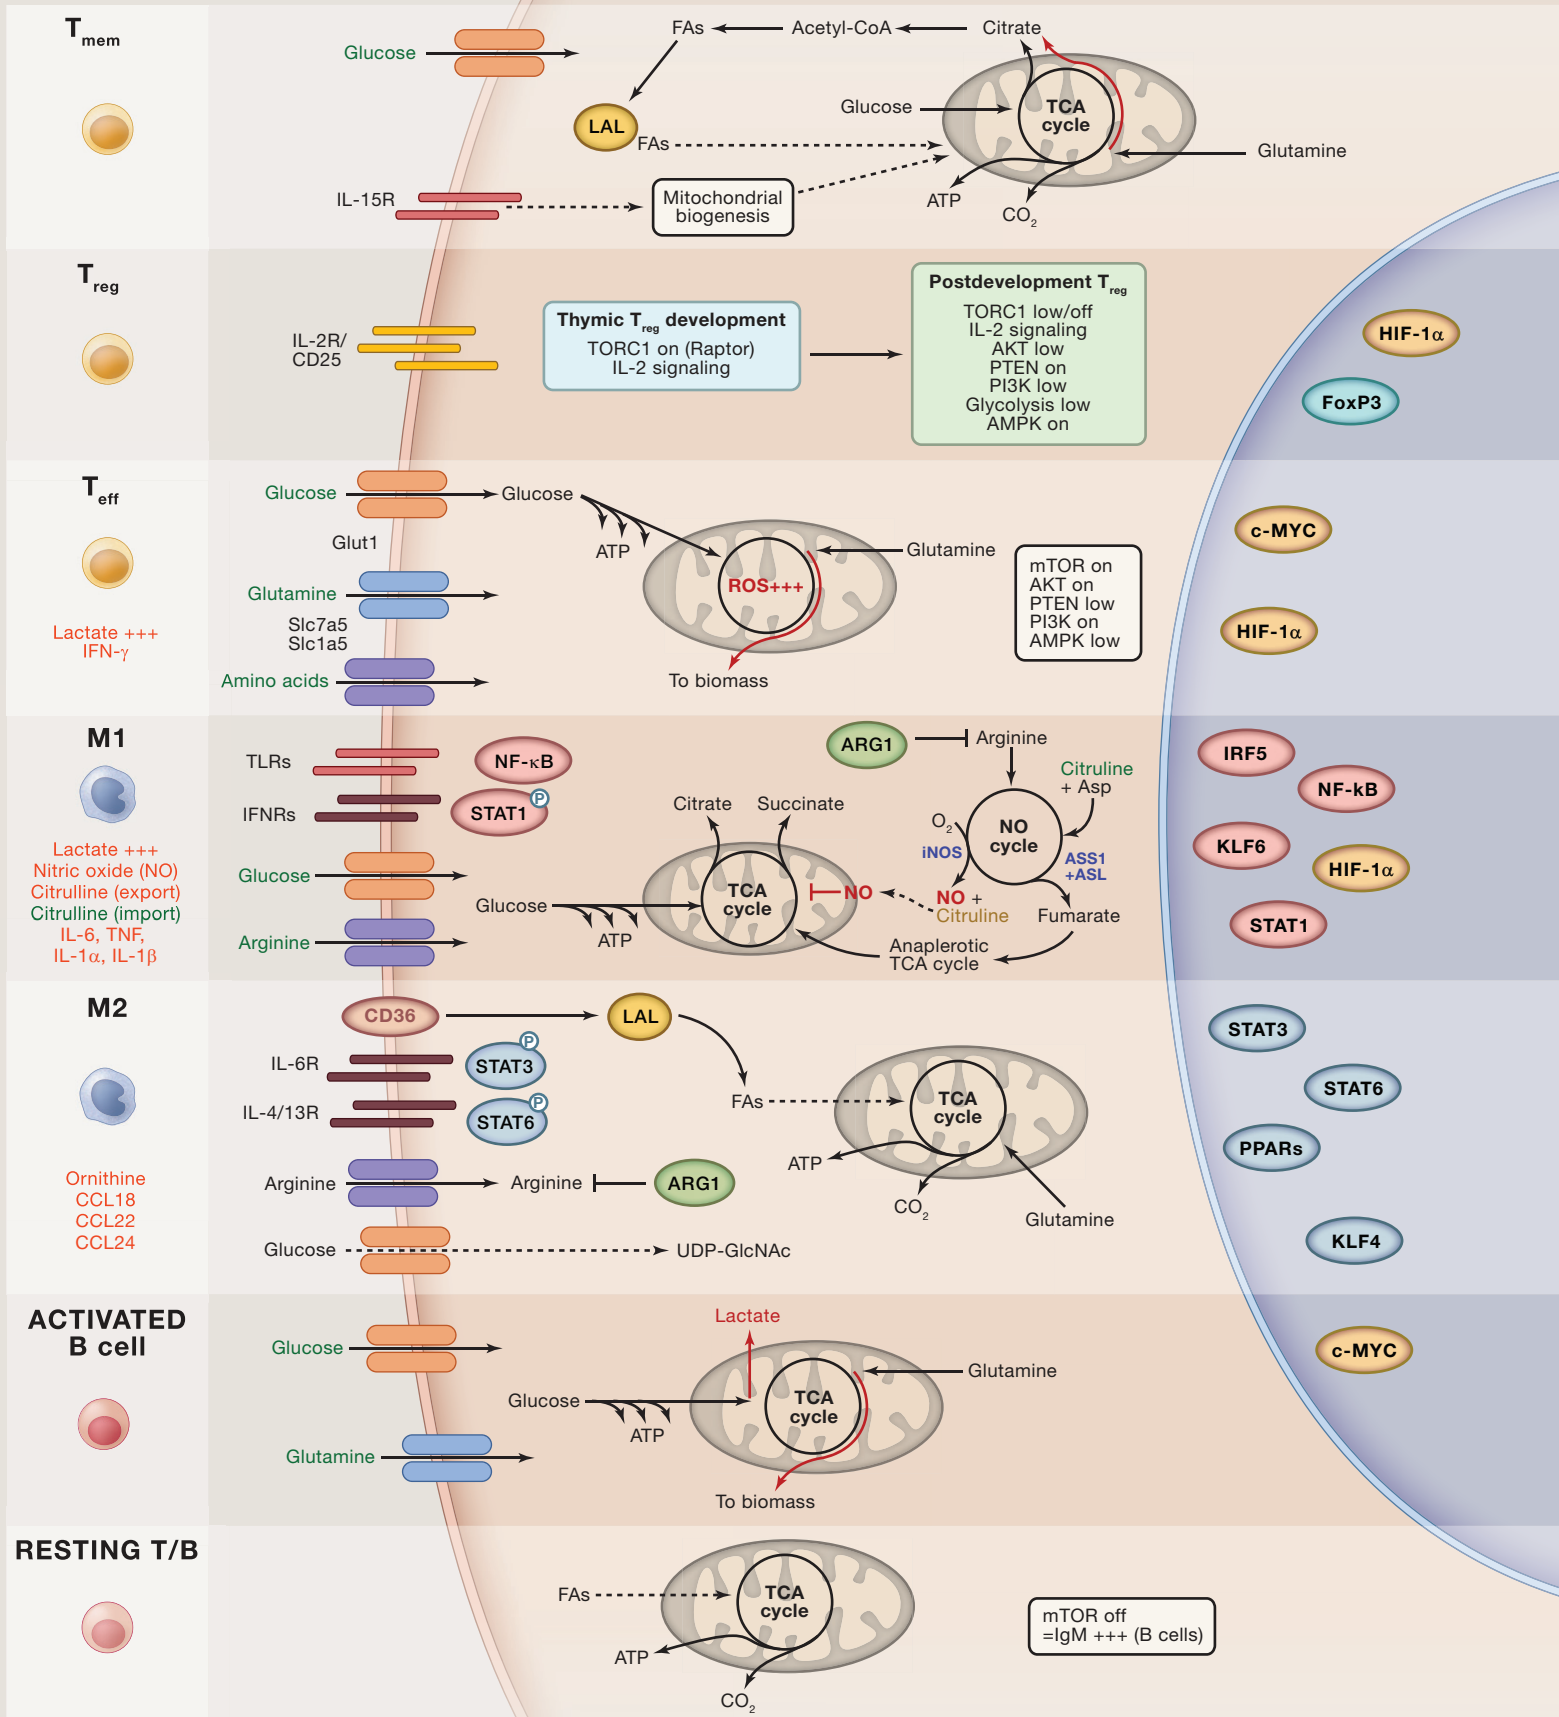 Tmem
Glucose
FAs
Acetyl-CoA
Citrate
LAL
FAs
Glucose
TCA
cycle
Glutamine
IL-15R
Mitochondrial
biogenesis
ATP
CO2
Treg
IL-2R/
CD25
Thymic Treg development
TORC1 on (Raptor)
IL-2 signaling
Postdevelopment Treg
TORC1 low/off
IL-2 signaling
AKT low
PTEN on
PI3K low
Glycolysis low
AMPK on
HIF-1α
FoxP3
Teff
Lactate +++
IFN-γ
Glucose
Glucose
Glut1
ATP
Glutamine
Slc7a5
Slc1a5
Amino acids
ROS+++
Glutamine
To biomass
mTOR on
AKT on
PTEN low
PI3K on
AMPK low
c-MYC
HIF-1α
M1
Lactate +++
Nitric oxide (NO)
Citrulline (export)
Citrulline (import)
IL-6, TNF,
IL-1α, IL-1β
TLRs
NF-κB
IFNRs
STAT1
P
Glucose
Arginine
Glucose
ATP
Citrate
Succinate
TCA
cycle
NO
ARG1
Arginine
Citruline
+ Asp
O2
NO
cycle
iNOS
ASS1
+ASL
NO +
Citruline
Fumarate
Anaplerotic
TCA cycle
IRF5
NF-kB
KLF6
HIF-1α
STAT1
M2
Ornithine
CCL18
CCL22
CCL24
CD36
LAL
IL-6R
STAT3
P
IL-4/13R
STAT6
P
FAs
TCA
cycle
ATP
CO2
Glutamine
Arginine
Arginine
ARG1
Glucose
UDP-GlcNAc
STAT3
STAT6
PPARs
KLF4
ACTIVATED
B cell
Glucose
Glutamine
Lactate
Glucose
ATP
TCA
cycle
Glutamine
To biomass
c-MYC
RESTING T/B
FAs
TCA
cycle
ATP
CO2
mTOR off
=IgM +++ (B cells)